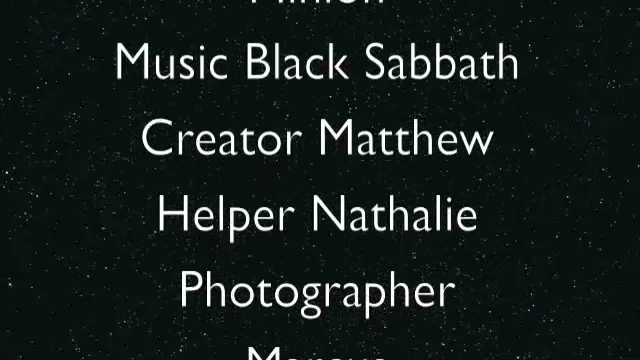 Music Black Sabbath
Creator Matthew
Helper Nathalie
Photographer